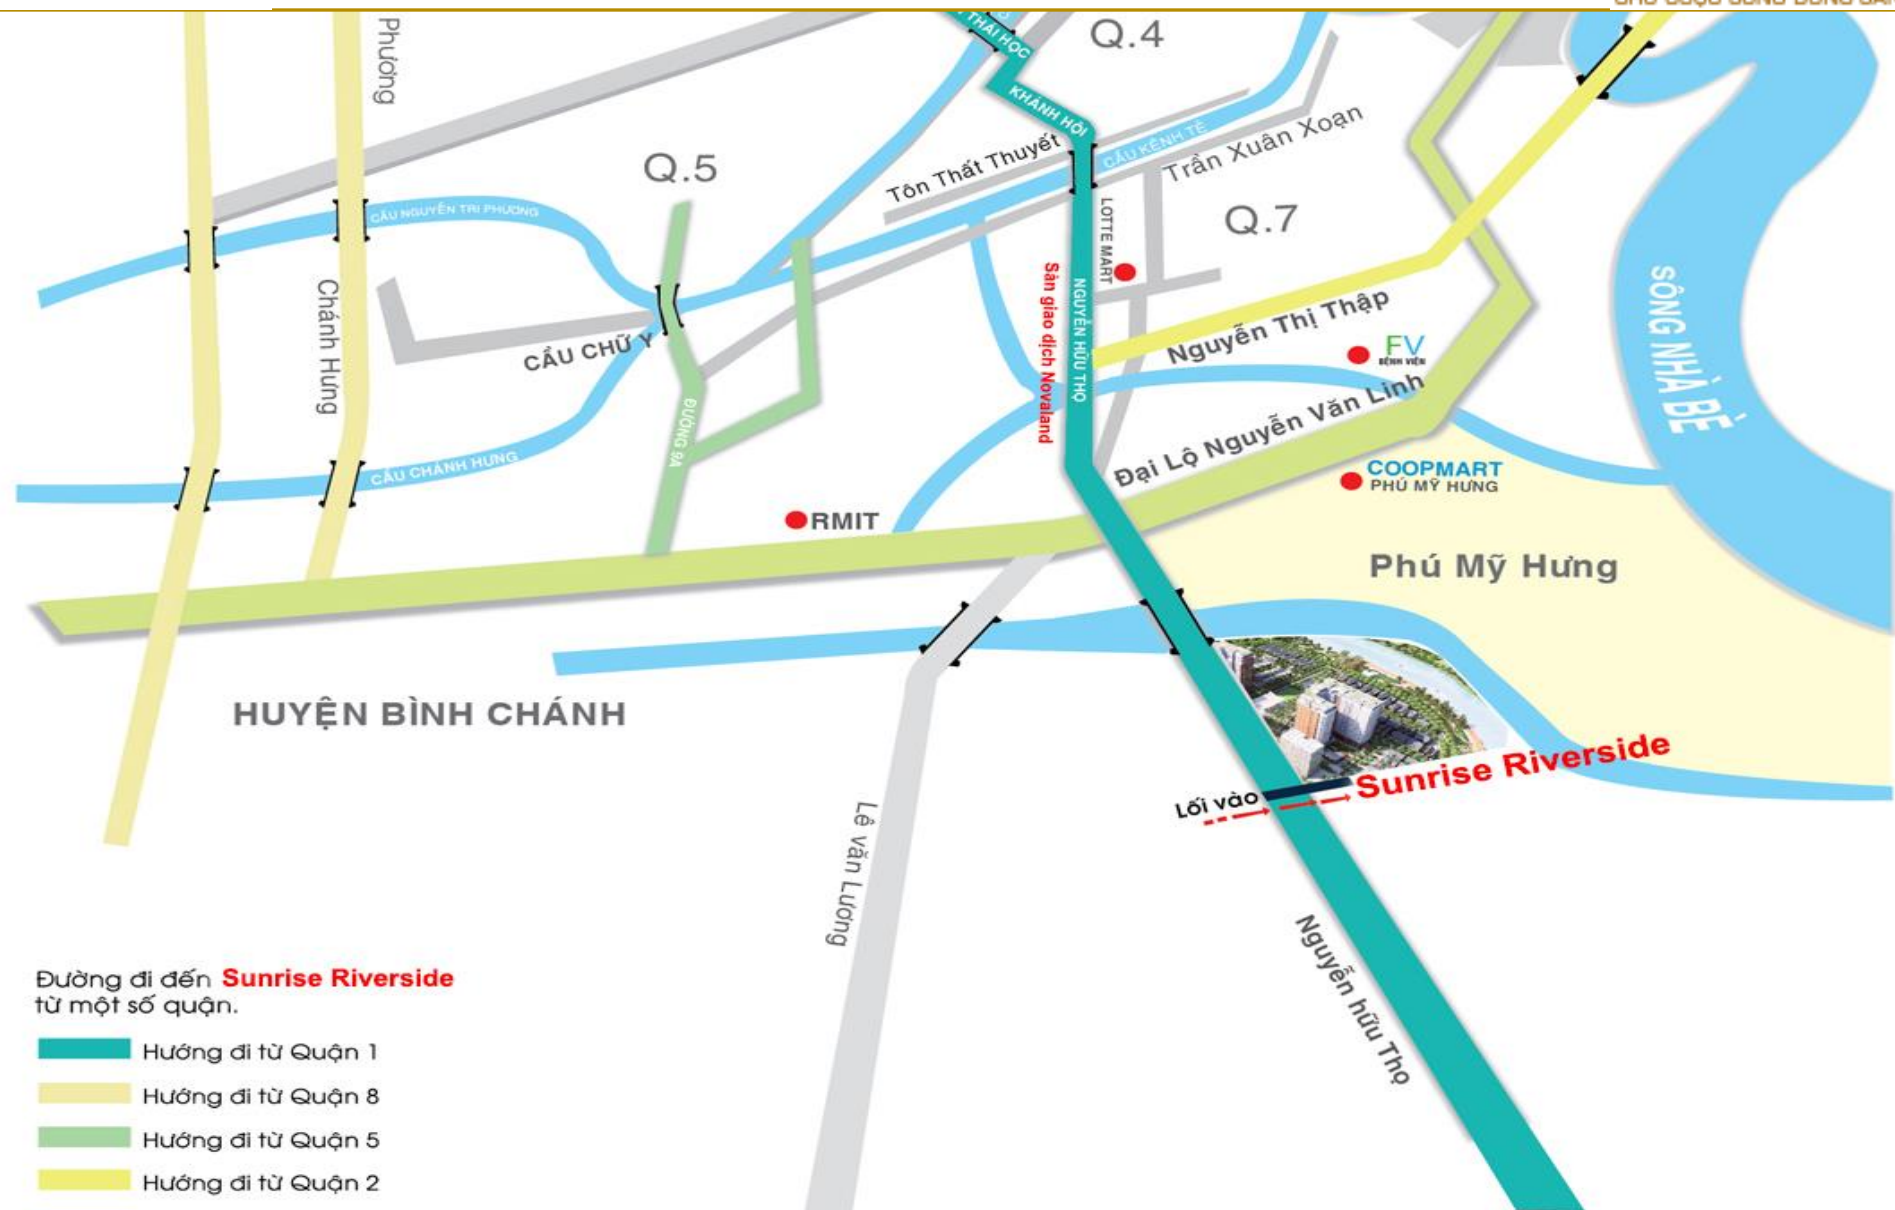 THÁI HỌC
Q.4
Phương
KHÁNH HỘI
Tôn Thất Thuyết
CẦU KÊNH TẺ
Trần Xuân Xoạn
Q.5
CẦU NGUYỄN TRI PHƯƠNG
LOTTE MART
Q.7
Sàn giao dịch Novaland
NGUYỄN HỮU THỌ
SÔNG NHÀ BÈ
Chánh Hưng
CẦU CHỮ Y
Nguyễn Thị Thập
FV
BỆNH VIỆN
ĐƯỜNG 9A
Đại Lộ Nguyễn Văn Linh
CẦU CHÁNH HƯNG
COOPMART
PHÚ MỸ HƯNG
RMIT
Phú Mỹ Hưng
HUYỆN BÌNH CHÁNH
Sunrise Riverside
Lối vào
Lê văn Lương
Nguyễn hữu Thọ
Đường đi đến Sunrise Riverside
từ một số quận.
Hướng đi từ Quận 1
Hướng đi từ Quận 8
Hướng đi từ Quận 5
Hướng đi từ Quận 2